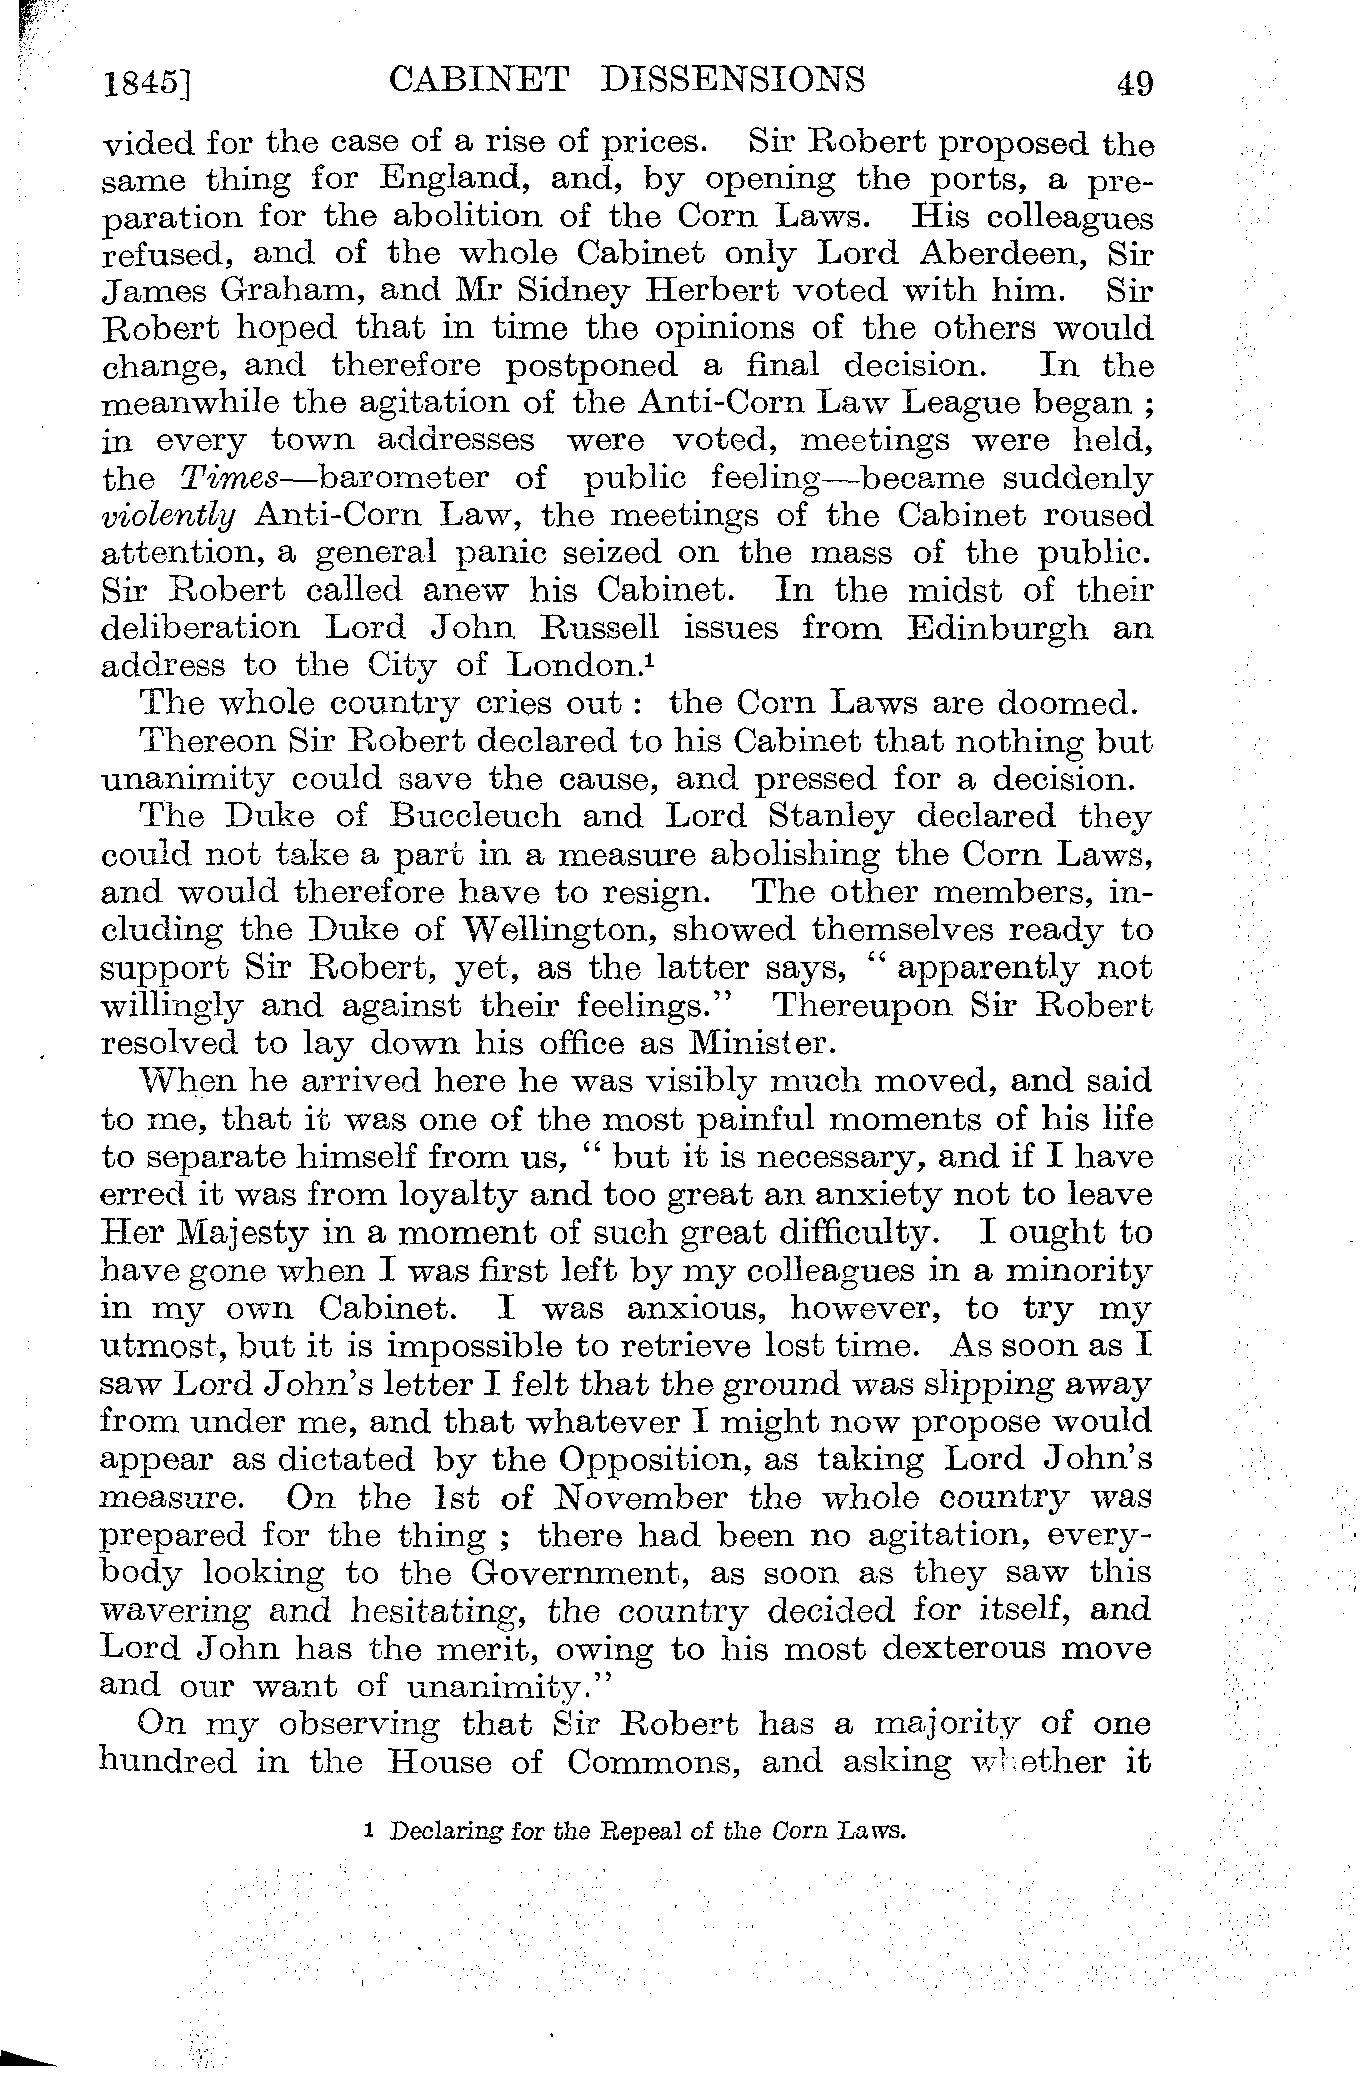 1845] CABINET DISSENSIONS 49
vided for the case of a rise of prices. Sir Robert proposed the
same thing for England, and, by opening the ports, a pre-
paration for the abolition of the Corn Laws. His colleagues
refused, and of the whole Cabinet only Lord Aberdeen, Sir
James Graham, and Mr Sidney Herbert voted with him. Sir
Robert hoped that in time the opinions of the others would
change, and therefore postponed a final decision. In the
meanwhile the agitation of the Anti-Corn Law League began ;
in every town addresses were voted, meetings were held,
the Times—barometer of public feeling—became suddenly
violently Anti-Corn Law, the meetings of the Cabinet roused
attention, a general panic seized on the mass of the public.
Sir Robert called anew his Cabinet. In the midst of their
deliberation Lord John Russell issues from Edinburgh an
address to the City of London.¹
The whole country cries out : the Corn Laws are doomed.
Thereon Sir Robert declared to his Cabinet that nothing but
unanimity could save the cause, and pressed for a decision.
The Duke of Buccleuch and Lord Stanley declared they
could not take a part in a measure abolishing the Corn Laws,
and would therefore have to resign. The other members, in-
cluding the Duke of Wellington, showed themselves ready to
support Sir Robert, yet, as the latter says, “ apparently not
willingly and against their feelings.” Thereupon Sir Robert
resolved to lay down his office as Minister.
When he arrived here he was visibly much moved, and said
to me, that it was one of the most painful moments of his life
to separate himself from us, “ but it is necessary, and if I have
erred it was from loyalty and too great an anxiety not to leave
Her Majesty in a moment of such great difficulty. I ought to
have gone when I was first left by my colleagues in a minority
in my own Cabinet. I was anxious, however, to try my
utmost, but it is impossible to retrieve lost time. As soon as I
saw Lord John’s letter I felt that the ground was slipping away
from under me, and that whatever I might now propose would
appear as dictated by the Opposition, as taking Lord John’s
measure. On the 1st of November the whole country was
prepared for the thing ; there had been no agitation, every-
body looking to the Government, as soon as they saw this
wavering and hesitating, the country decided for itself, and
Lord John has the merit, owing to his most dexterous move
and our want of unanimity.”
On my observing that Sir Robert has a majority of one
hundred in the House of Commons, and asking whether it
¹ Declaring for the Repeal of the Corn Laws.